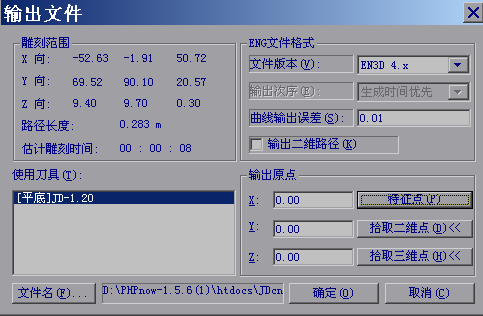 输出文件
雕刻范围
X 向: -52.63 -1.91 50.72
Y 向: 69.52 90.10 20.57
Z 向: 9.40 9.70 0.30
路径长度: 0.283 m
估计雕刻时间: 00 : 00 : 08
ENG文件格式
文件版本(V): EN3D 4.x
输出次序(E): 生成时间优先
曲线输出误差(S): 0.01
输出二维路径(K)
使用刀具(T):
[平底]JD-1.20
输出原点
X: 0.00 特征点(P)
Y: 0.00 拾取二维点(D)<<
Z: 0.00 拾取三维点(H)<<
文件名(F)... D:\PHPnow-1.5.6(1)\htdocs\JDcn 确定(O) 取消(C)